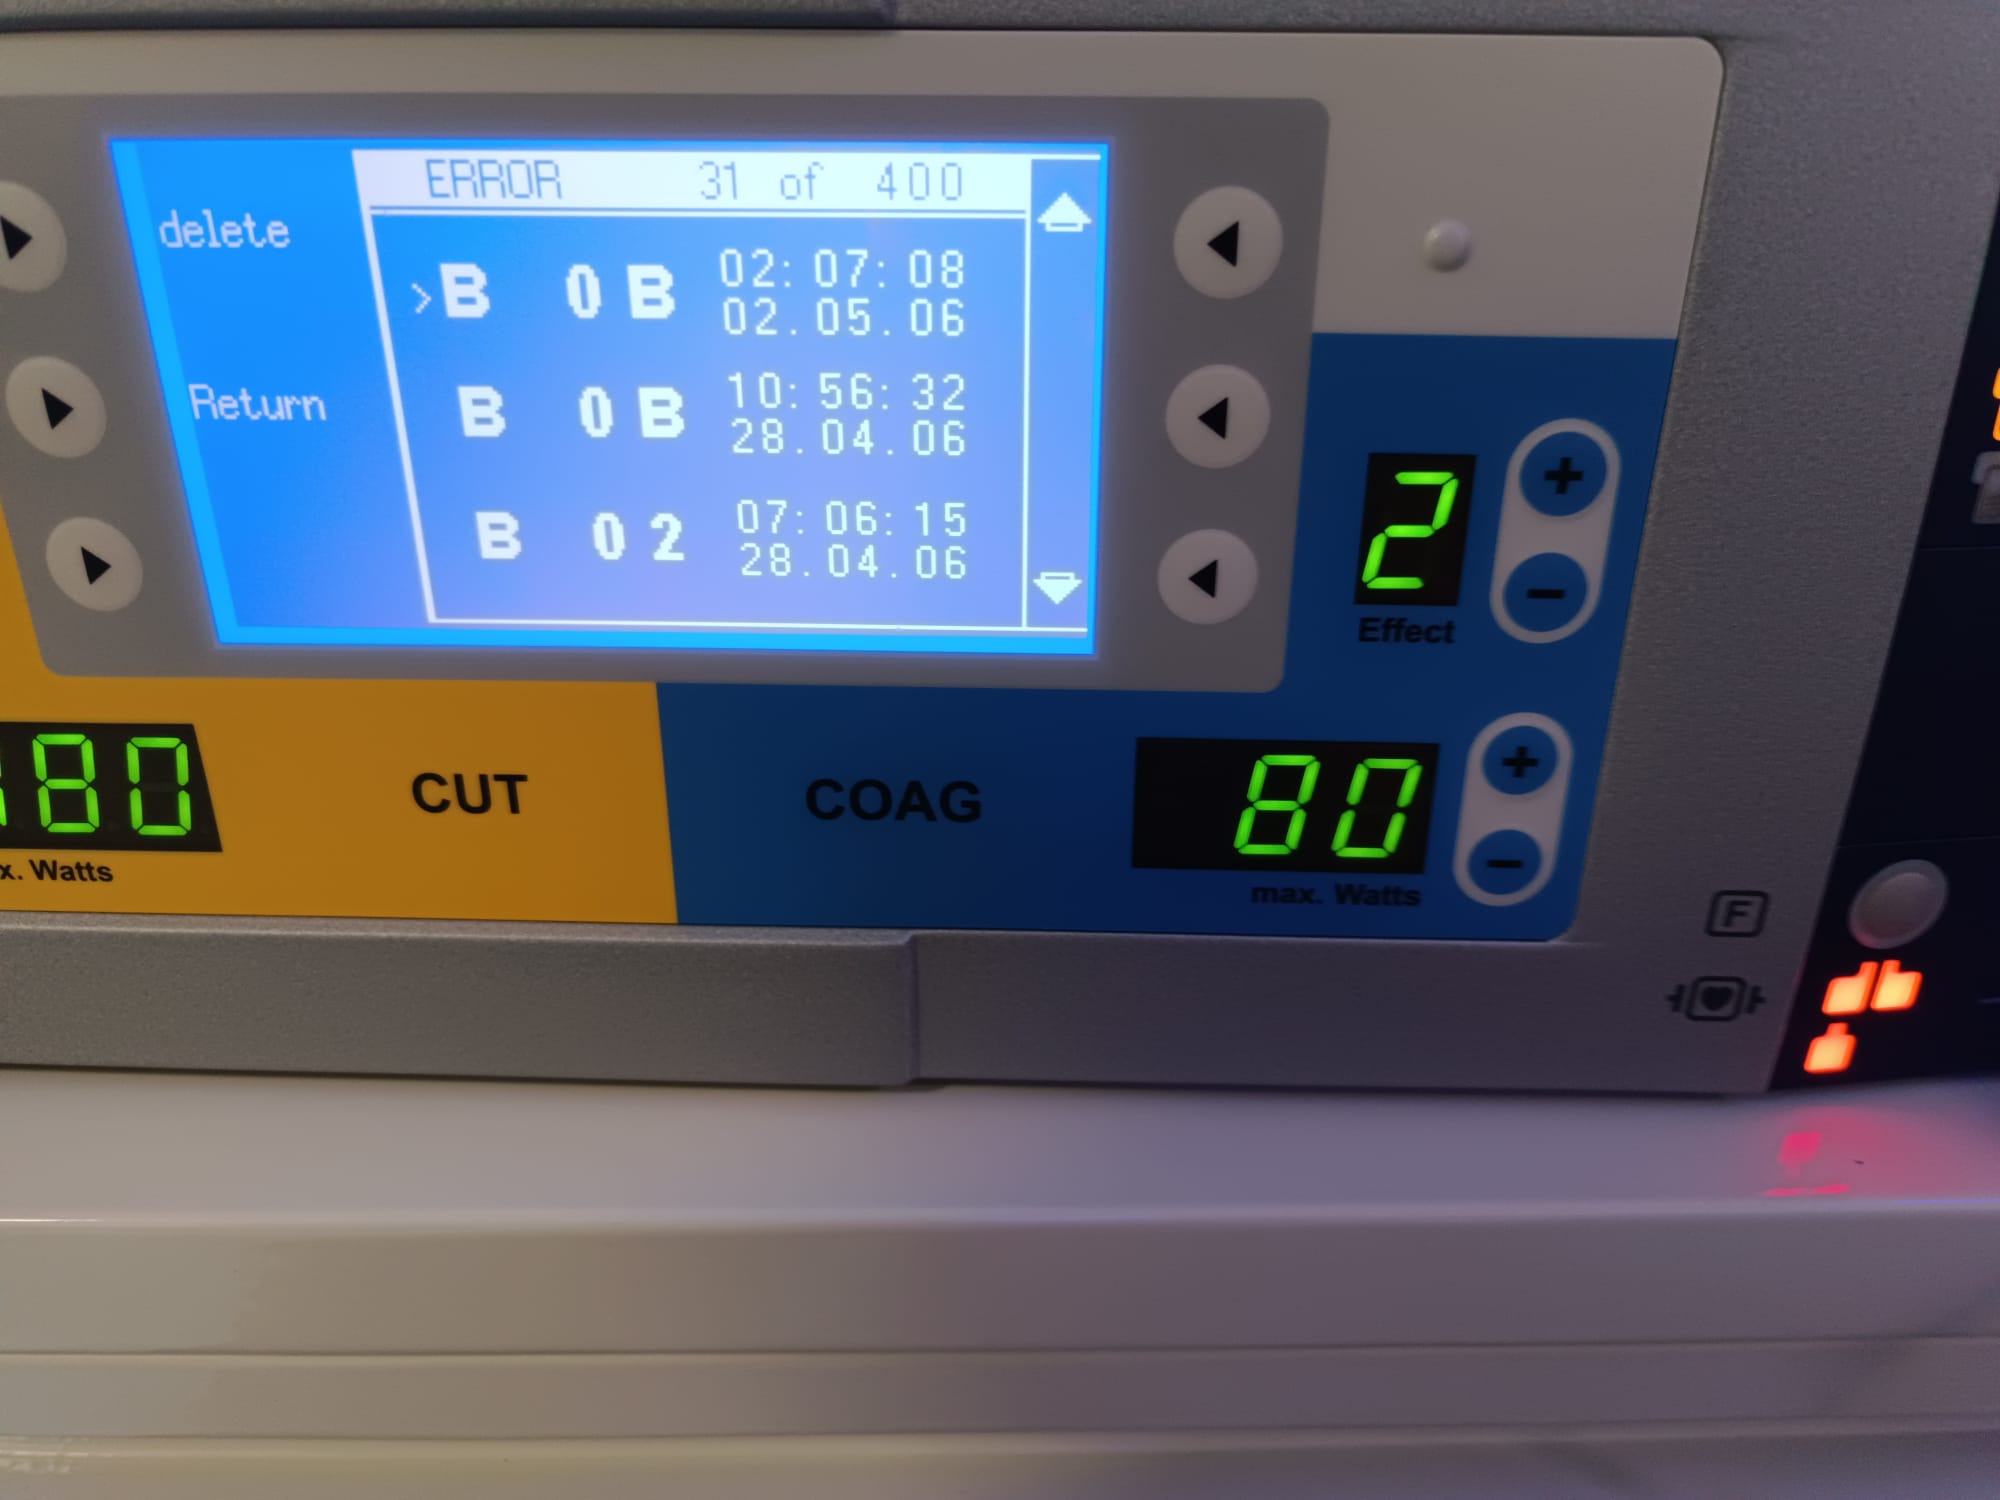 ERROR 31 of 400
delete
>B 0B 02:07:08
02.05.06
Return
B 0B 10:56:32
28.04.06
B 02 07:06:15
28.04.06
2
Effect
80
CUT
COAG
80
x. Watts
max. Watts
F